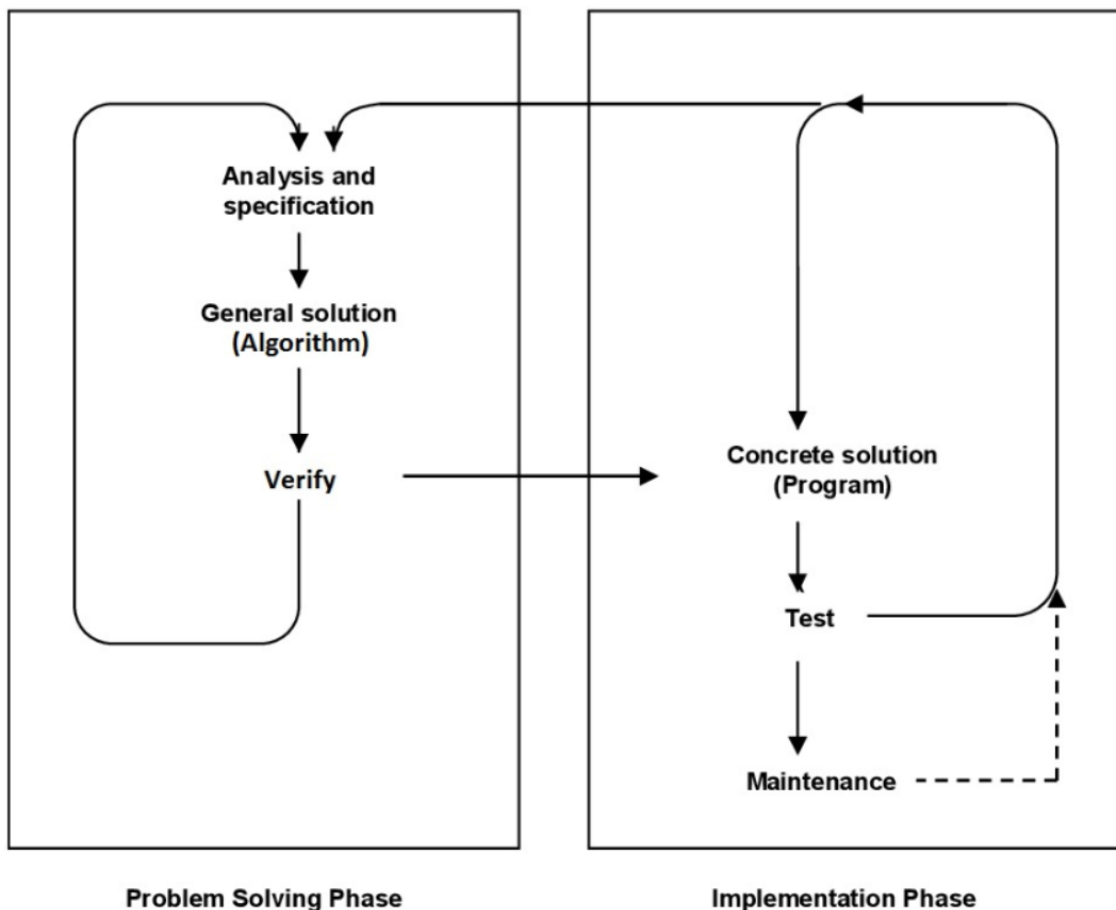 Analysis and
specification
General solution
(Algorithm)
Verify
Concrete solution
(Program)
Test
Maintenance
Problem Solving Phase
Implementation Phase